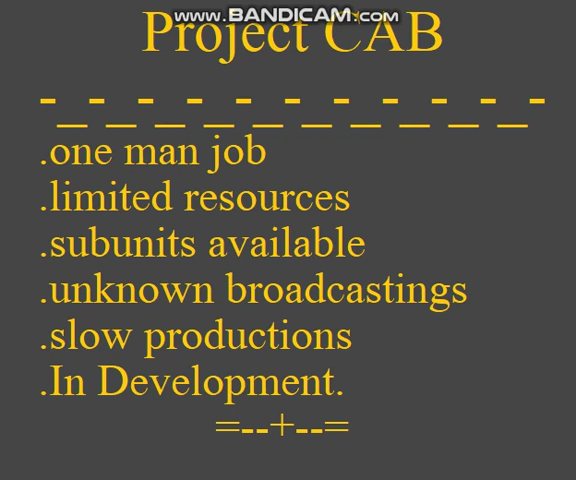 www.BANDICAM.com
Project CAB
-_-_-_-_-_-_-_-_-_-_-
.one man job
.limited resources
.subunits available
.unknown broadcastings
.slow productions
.In Development.
=--+--=